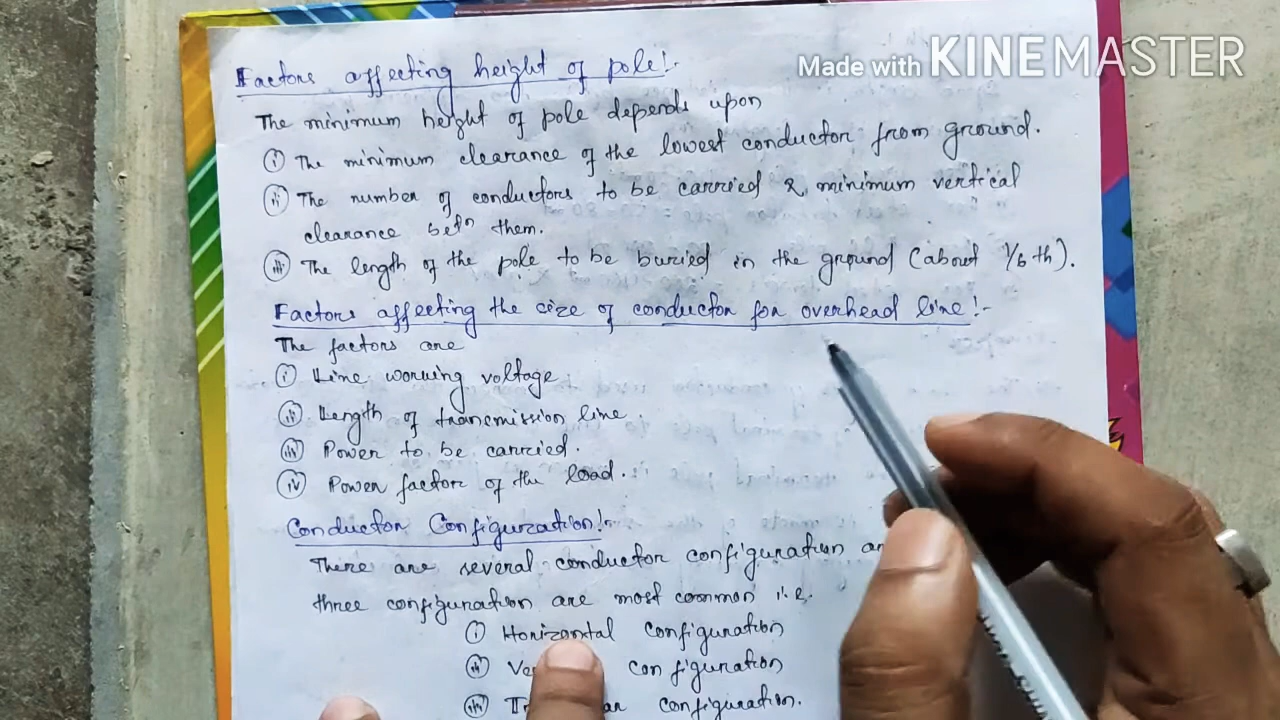 Made with KINEMASTER
Factors affecting height of pole!-
The minimum height of pole depends upon
(i) The minimum clearance of the lowest conductor from ground.
(ii) The number of conductors to be carried & minimum vertical
clearance betn them.
(iii) The length of the pole to be buried in the ground (about 1/6 th).
Factors affecting the size of conductor for overhead line!-
The factors are
(i) Line working voltage
(ii) Length of transmission line.
(iii) Power to be carried.
(iv) Power factor of the load.
Conductor Configuration!-
There are several conductor configuration
three configuration are most common i.e.
(i) Horizontal configuration
(ii) configuration
(iii) configuration.